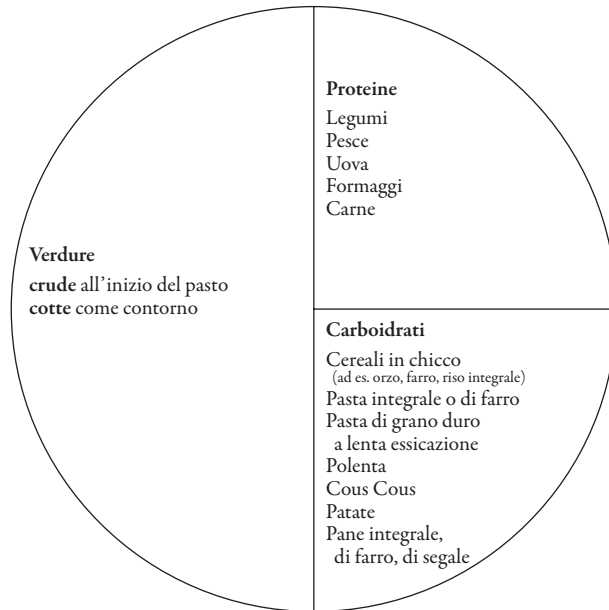 Verdure
crude all'inizio del pasto
cotte come contorno
Proteine
Legumi
Pesce
Uova
Formaggi
Carne
Carboidrati
Cereali in chicco
(ad es. orzo, farro, riso integrale)
Pasta integrale o di farro
Pasta di grano duro
a lenta essicazione
Polenta
Cous Cous
Patate
Pane integrale,
di farro, di segale